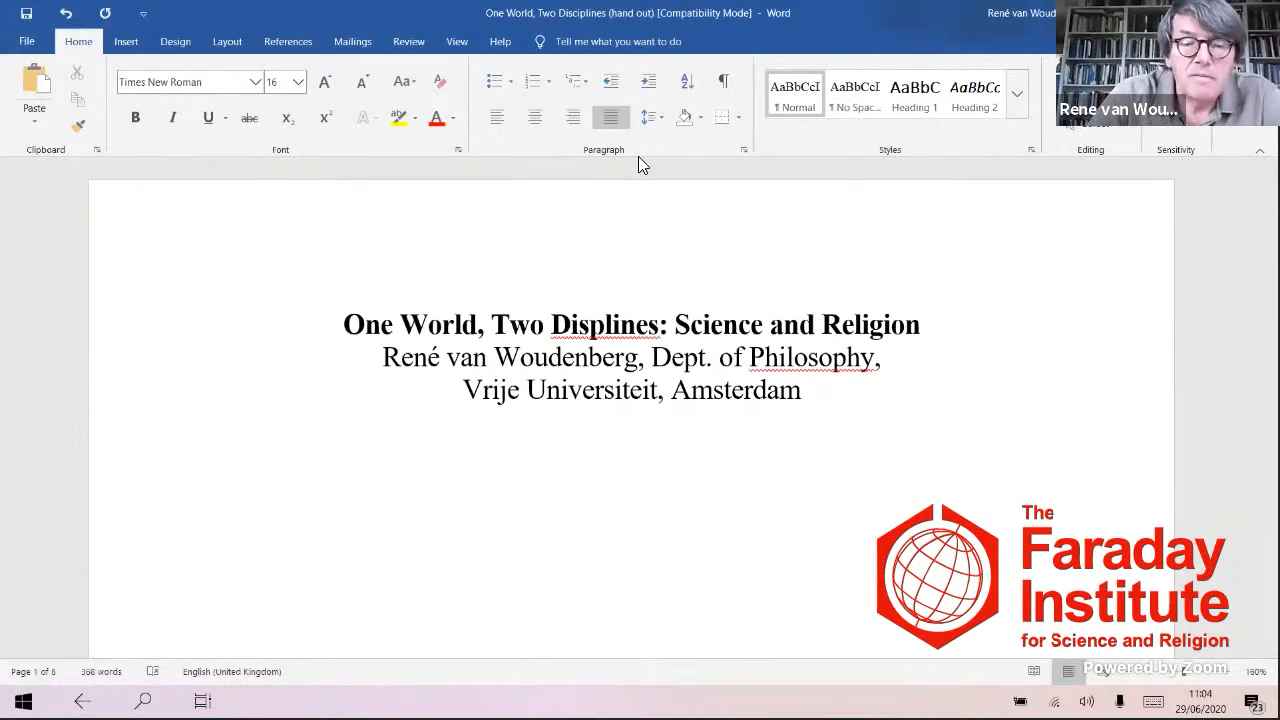 One World, Two Disciplines (hand out) [Compatibility Mode] - Word
René van Woud
File
Home
Insert
Design
Layout
References
Mailings
Review
View
Help
Tell me what you want to do
Rene van Wou...
Times New Roman
16
Paste
AaBbCcI
AaBbCcI
AaBbC
AaBbCc
¶ Normal
¶ No Spac...
Heading 1
Heading 2
Clipboard
Font
Paragraph
Styles
Editing
Sensitivity
One World, Two Displines: Science and Religion
René van Woudenberg, Dept. of Philosophy,
Vrije Universiteit, Amsterdam
The
Faraday
Institute
for Science and Religion
Powered by Zoom
Page 1 of 8
368 words
English (United Kingdom)
160%
11:04
29/06/2020
23